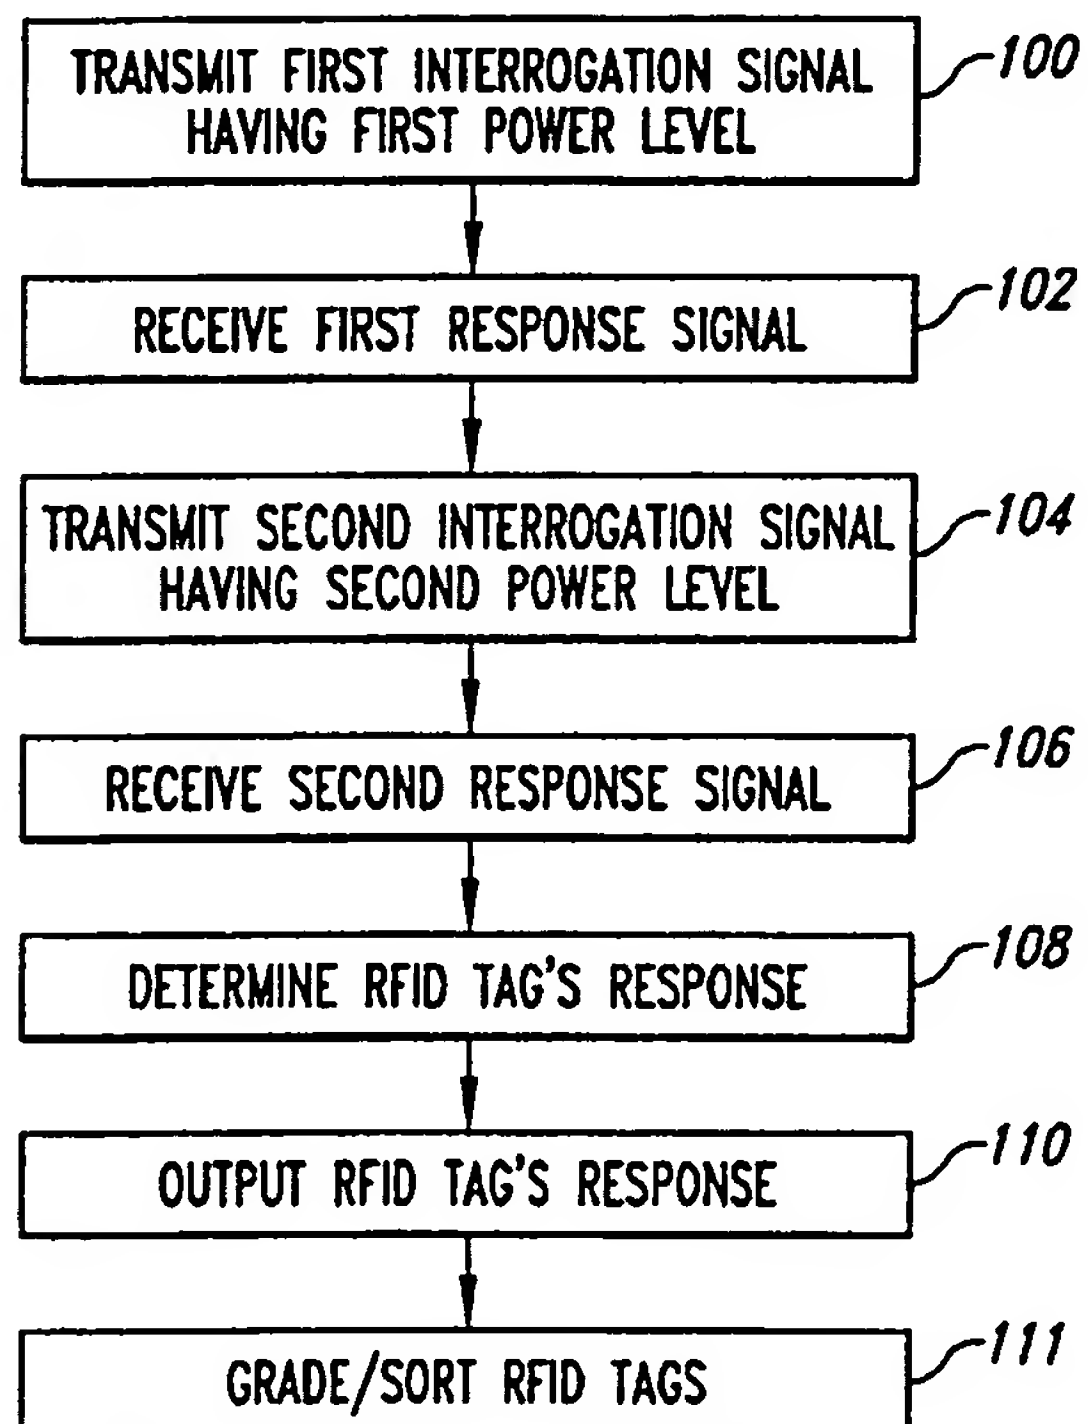 TRANSMIT FIRST INTERROGATION SIGNAL
HAVING FIRST POWER LEVEL
100
RECEIVE FIRST RESPONSE SIGNAL
102
TRANSMIT SECOND INTERROGATION SIGNAL
HAVING SECOND POWER LEVEL
104
RECEIVE SECOND RESPONSE SIGNAL
106
DETERMINE RFID TAG'S RESPONSE
108
OUTPUT RFID TAG'S RESPONSE
110
GRADE/SORT RFID TAGS
111